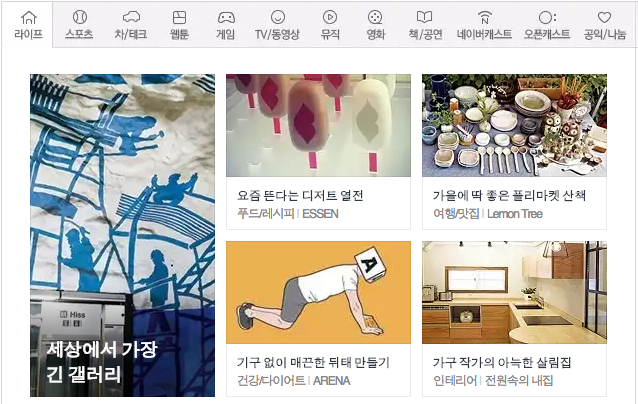 라이프 스포츠 차/테크 웹툰 게임 TV/동영상 뮤직 영화 책/공연 네이버캐스트 오픈캐스트 공익/나눔
Hiss
세상에서 가장
긴 갤러리
요즘 뜬다는 디저트 열전
푸드/레시피 | ESSEN
가을에 딱 좋은 플리마켓 산책
여행/맛집 | Lemon Tree
A
기구 없이 매끈한 뒤태 만들기
건강/다이어트 | ARENA
가구 작가의 아늑한 살림집
인테리어 | 전원속의 내집